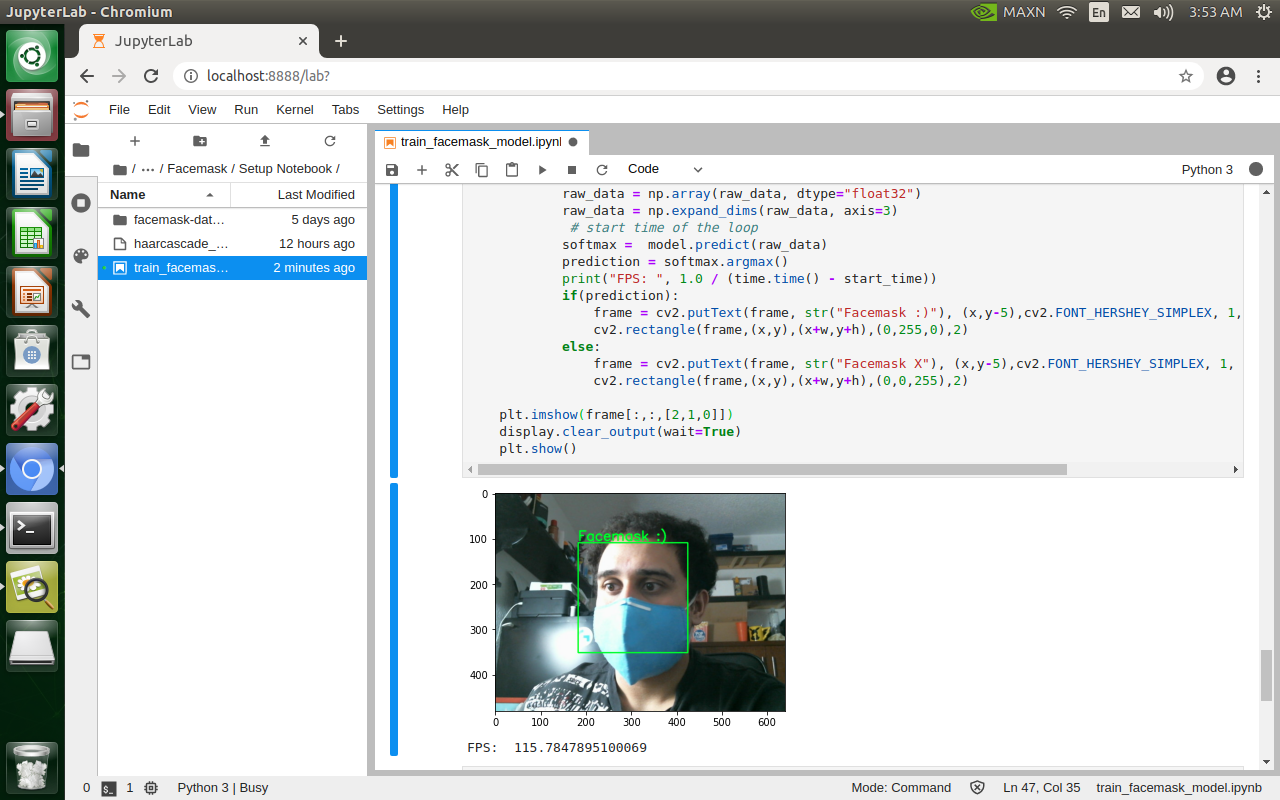 JupyterLab - Chromium
MAXN En 3:53 AM
JupyterLab
localhost:8888/lab?
File Edit View Run Kernel Tabs Settings Help
/ ··· / Facemask / Setup Notebook /
Name Last Modified
facemask-dat… 5 days ago
haarcascade_… 12 hours ago
train_facemas… 2 minutes ago
train_facemask_model.ipynb
Code Python 3
raw_data = np.array(raw_data, dtype="float32")
raw_data = np.expand_dims(raw_data, axis=3)
# start time of the loop
softmax =  model.predict(raw_data)
prediction = softmax.argmax()
print("FPS: ", 1.0 / (time.time() - start_time))
if(prediction):
frame = cv2.putText(frame, str("Facemask :)"), (x,y-5),cv2.FONT_HERSHEY_SIMPLEX, 1,
cv2.rectangle(frame,(x,y),(x+w,y+h),(0,255,0),2)
else:
frame = cv2.putText(frame, str("Facemask X"), (x,y-5),cv2.FONT_HERSHEY_SIMPLEX, 1,
cv2.rectangle(frame,(x,y),(x+w,y+h),(0,0,255),2)
plt.imshow(frame[:,:,[2,1,0]])
display.clear_output(wait=True)
plt.show()
0
100
200
300
400
Facemask :)
0 100 200 300 400 500 600
FPS:  115.7847895100069
0 1 Python 3 | Busy Mode: Command Ln 47, Col 35 train_facemask_model.ipynb